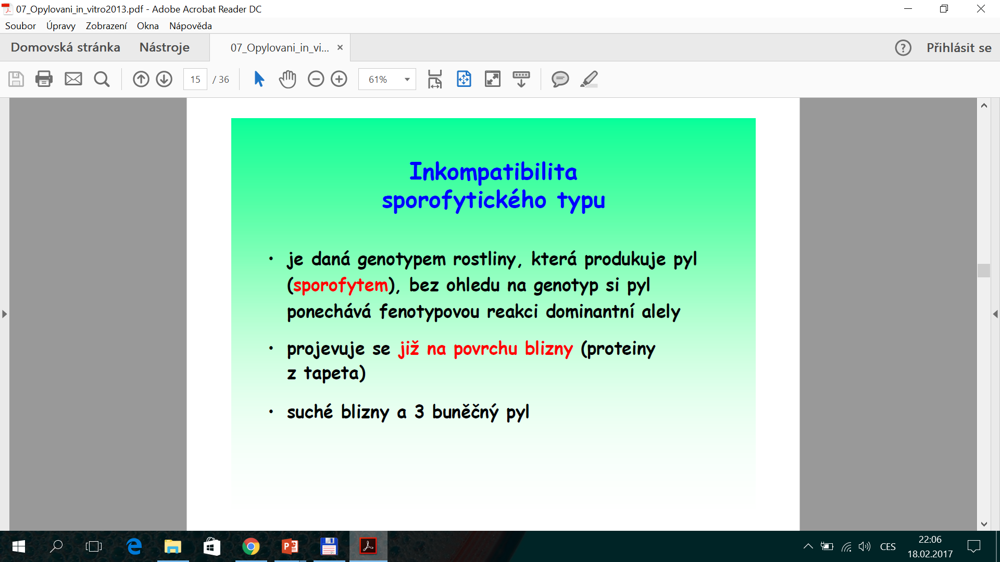 07_Opylovani_in_vitro2013.pdf - Adobe Acrobat Reader DC
Soubor Úpravy Zobrazení Okna Nápověda
Domovská stránka Nástroje 07_Opylovani_in_vi... × ? Přihlásit se
15 / 36 61%
Inkompatibilita
sporofytického typu
• je daná genotypem rostliny, která produkuje pyl
(sporofytem), bez ohledu na genotyp si pyl
ponechává fenotypovou reakci dominantní alely
• projevuje se již na povrchu blizny (proteiny
z tapeta)
• suché blizny a 3 buněčný pyl
CES
22:06
18.02.2017